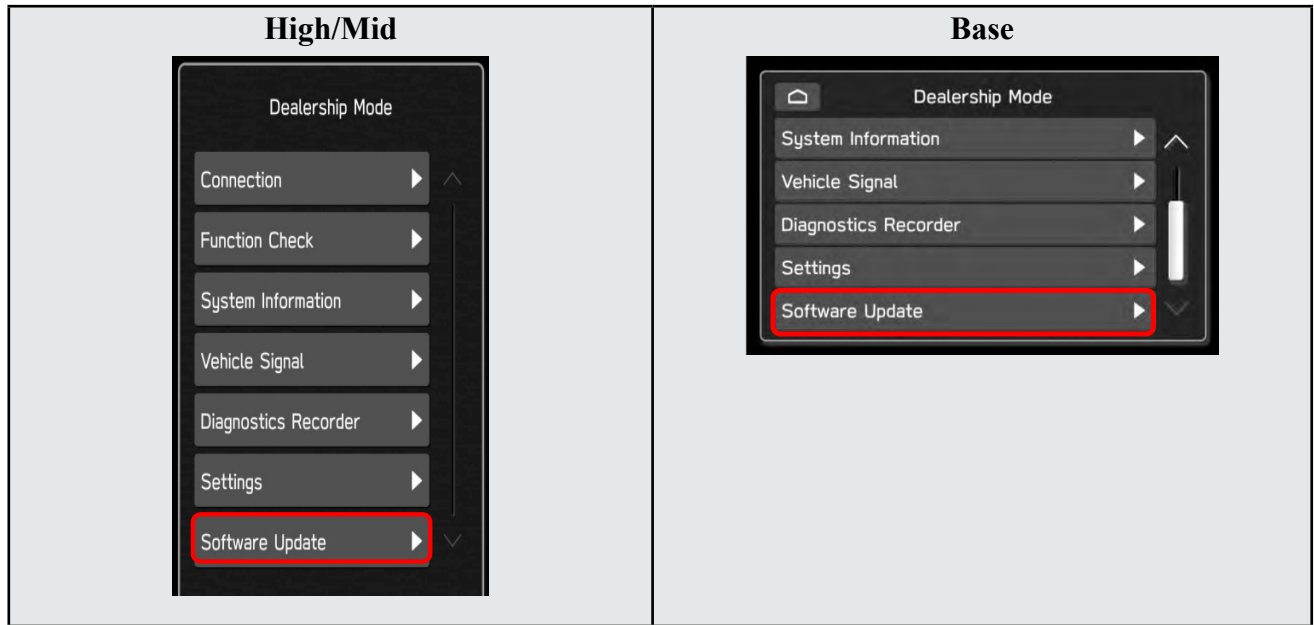 High/Mid
Dealership Mode
Connection
Function Check
System Information
Vehicle Signal
Diagnostics Recorder
Settings
Software Update
Base
Dealership Mode
System Information
Vehicle Signal
Diagnostics Recorder
Settings
Software Update